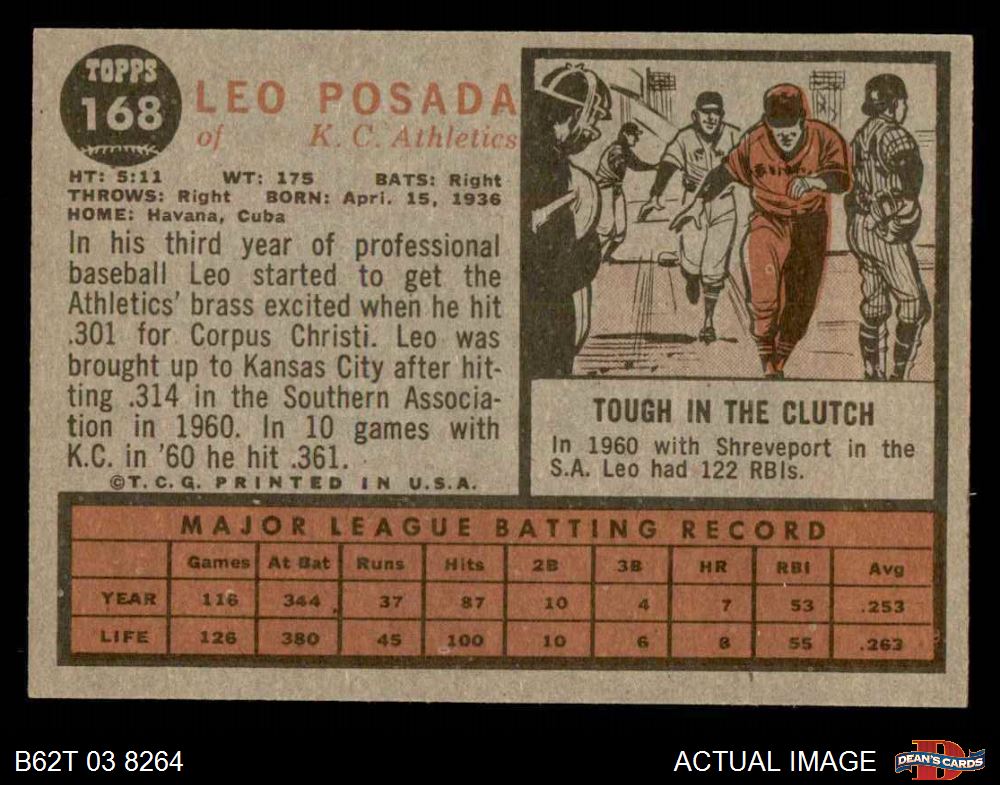 TOPPS
168
LEO POSADA
of K. C. Athletics
HT: 5:11 WT: 175 BATS: Right
THROWS: Right BORN: Apri. 15, 1936
HOME: Havana, Cuba
In his third year of professional
baseball Leo started to get the
Athletics' brass excited when he hit
.301 for Corpus Christi. Leo was
brought up to Kansas City after hit-
ting .314 in the Southern Associa-
tion in 1960. In 10 games with
K.C. in '60 he hit .361.
©T. C. G. PRINTED IN U.S.A.
TOUGH IN THE CLUTCH
In 1960 with Shreveport in the
S.A. Leo had 122 RBIs.
MAJOR LEAGUE BATTING RECORD
Games At Bat Runs Hits 2B 3B HR RBI Avg
YEAR 116 344 37 87 10 4 7 53 .253
LIFE 126 380 45 100 10 6 8 55 .263
B62T 03 8264
ACTUAL IMAGE
DEAN'S CARDS